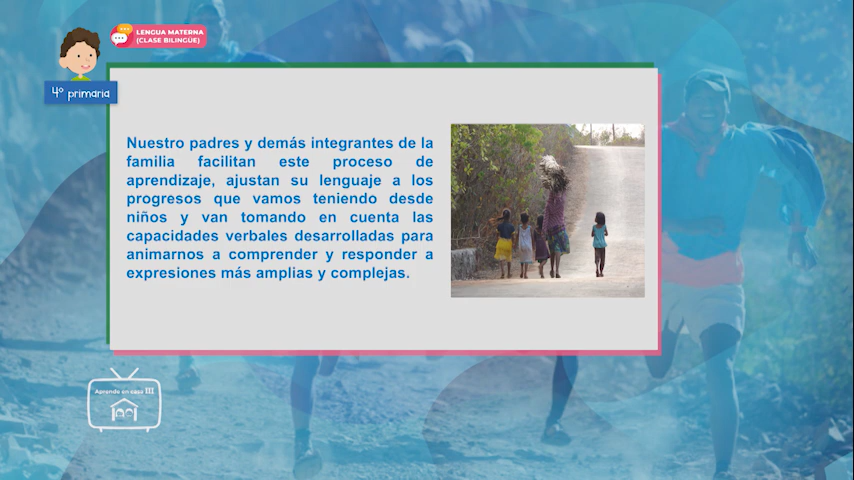 LENGUA MATERNA
(CLASE BILINGÜE)
4° primaria
Nuestro padres y demás integrantes de la
familia facilitan este proceso de
aprendizaje, ajustan su lenguaje a los
progresos que vamos teniendo desde
niños y van tomando en cuenta las
capacidades verbales desarrolladas para
animarnos a comprender y responder a
expresiones más amplias y complejas.
Aprende en casa III